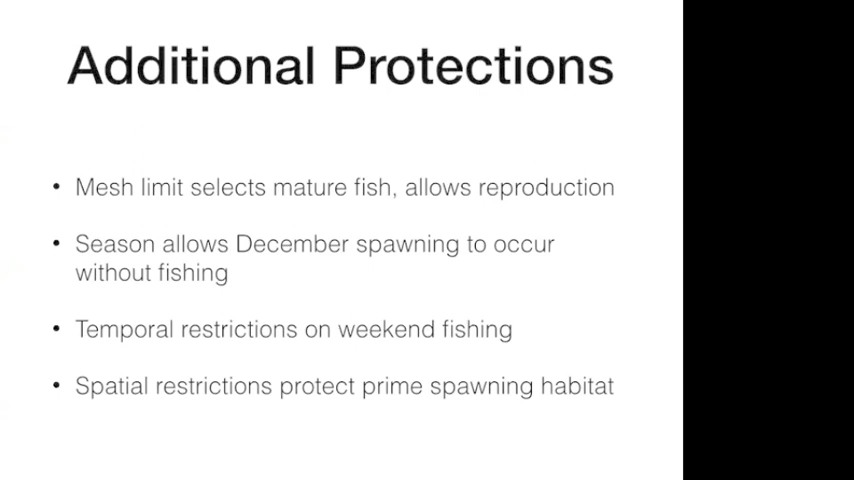 Additional Protections
• Mesh limit selects mature fish, allows reproduction
• Season allows December spawning to occur
without fishing
• Temporal restrictions on weekend fishing
• Spatial restrictions protect prime spawning habitat